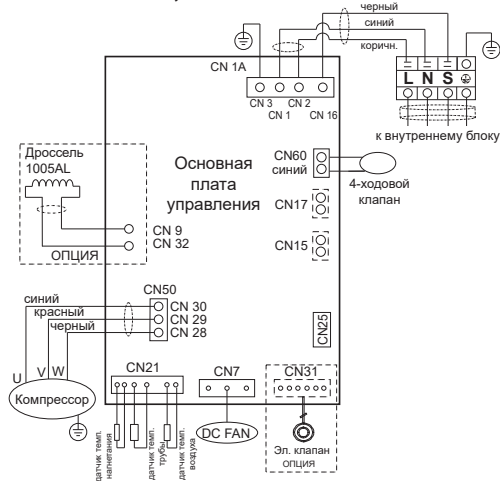 черный
синий
коричн.
CN 1A
CN 3
CN 2
CN 1
CN 16
L N S
к внутреннему блоку
Дроссель
1005AL
Основная
плата
управления
CN60
синий
4-ходовой
клапан
CN17
CN 9
CN 32
CN15
ОПЦИЯ
CN50
синий
красный
черный
CN 30
CN 29
CN 28
CN25
U
V
W
Компрессор
CN21
CN7
CN31
DC FAN
Эл. клапан
ОПЦИЯ
датчик темп.
нагнетания
датчик темп.
трубы
датчик темп.
воздуха